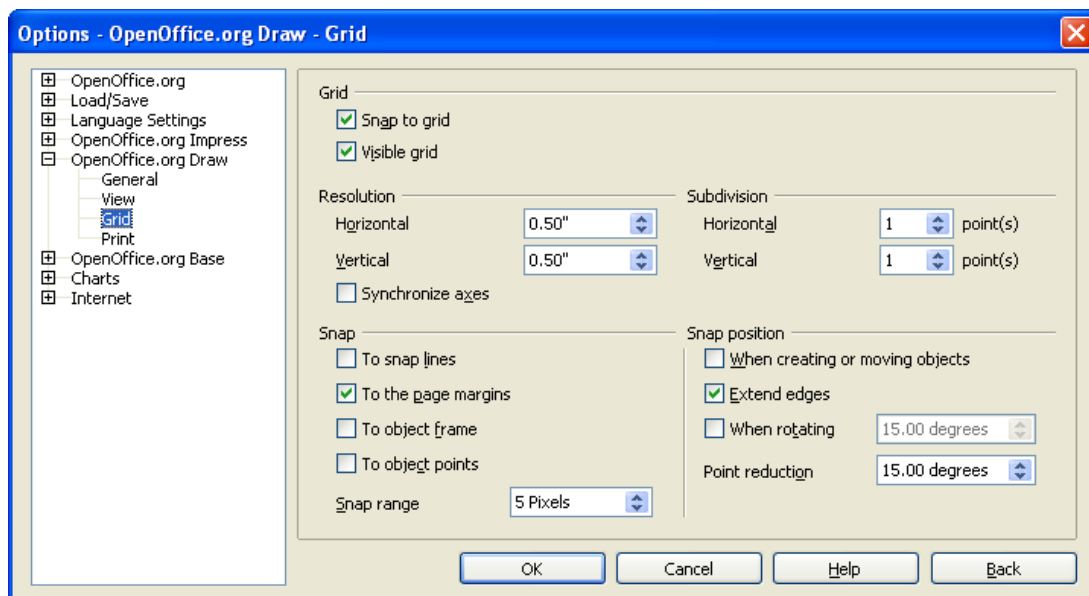 Options - OpenOffice.org Draw - Grid
OpenOffice.org
Load/Save
Language Settings
OpenOffice.org Impress
OpenOffice.org Draw
General
View
Grid
Print
OpenOffice.org Base
Charts
Internet
Grid
Snap to grid
Visible grid
Resolution
Horizontal 0.50"
Vertical 0.50"
Synchronize axes
Subdivision
Horizontal 1 point(s)
Vertical 1 point(s)
Snap
To snap lines
To the page margins
To object frame
To object points
Snap range 5 Pixels
Snap position
When creating or moving objects
Extend edges
When rotating 15.00 degrees
Point reduction 15.00 degrees
OK Cancel Help Back